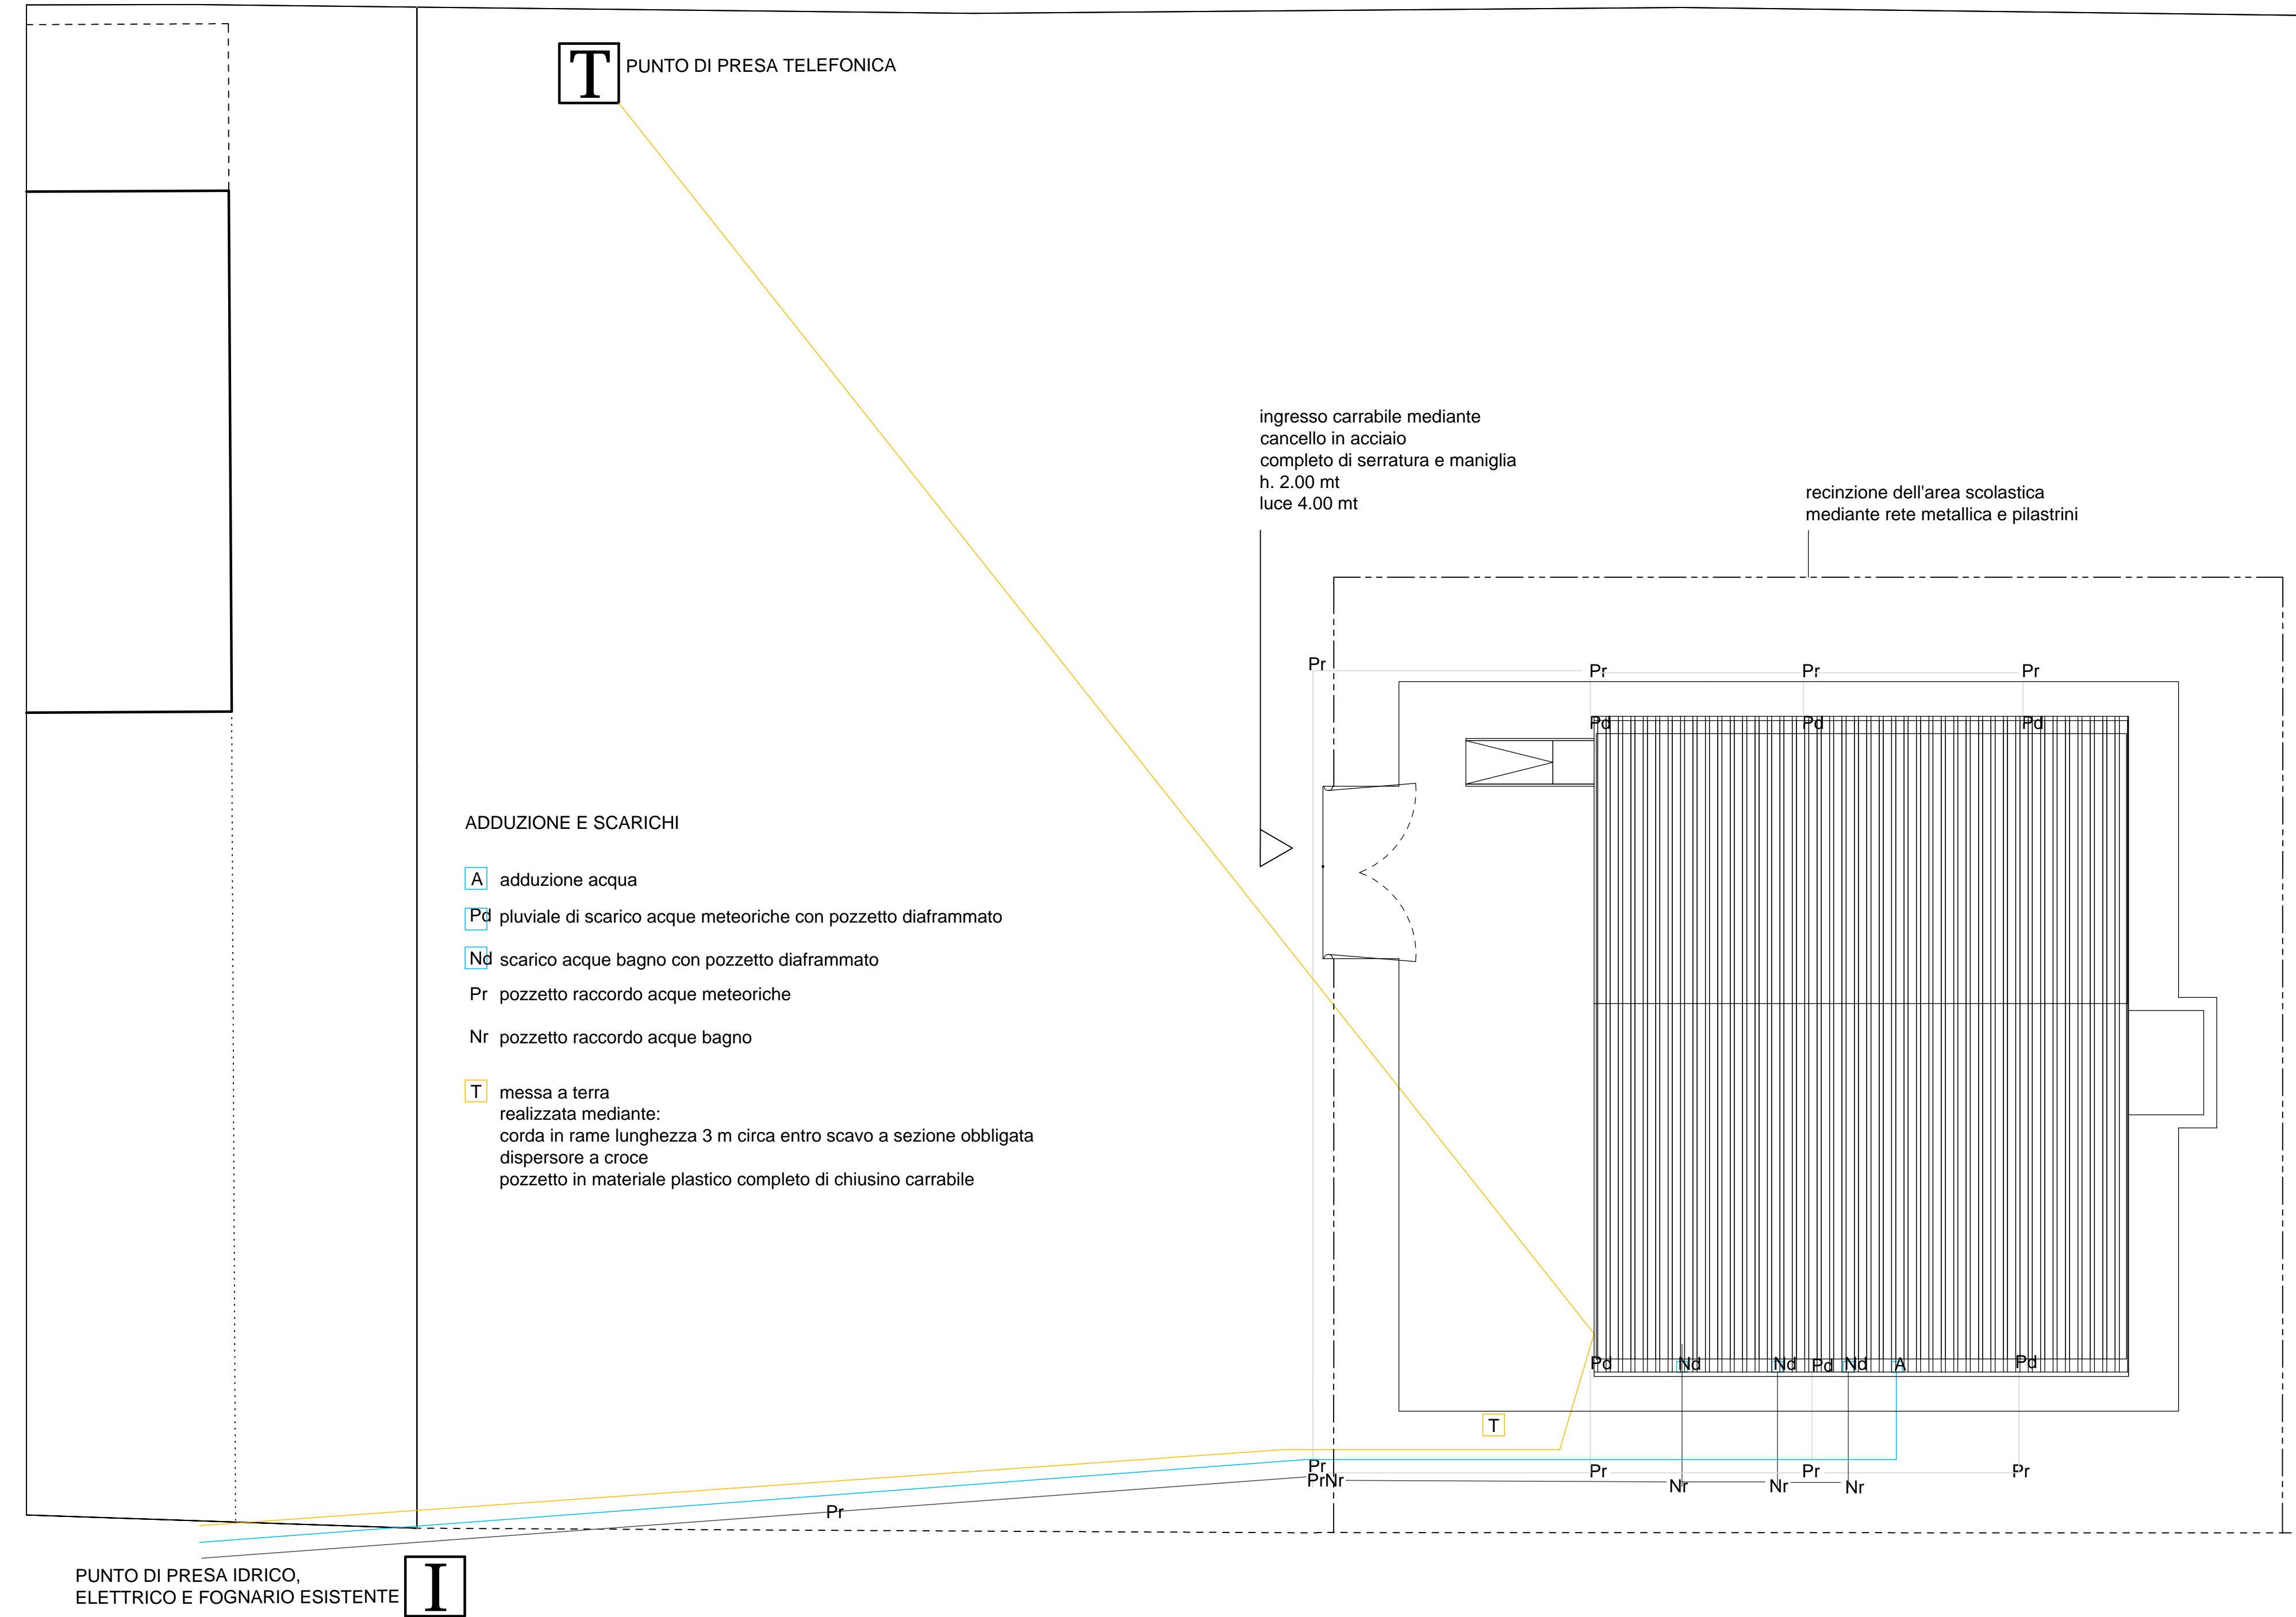 T
PUNTO DI PRESA TELEFONICA
ingresso carrabile mediante
cancello in acciaio
completo di serratura e maniglia
h. 2.00 mt
luce 4.00 mt
recinzione dell'area scolastica
mediante rete metallica e pilastrini
Pr Pr Pr Pr
Pd Pd Pd
ADDUZIONE E SCARICHI
A adduzione acqua
Pd pluviale di scarico acque meteoriche con pozzetto diaframmato
Nd scarico acque bagno con pozzetto diaframmato
Pr pozzetto raccordo acque meteoriche
Nr pozzetto raccordo acque bagno
T messa a terra
realizzata mediante:
corda in rame lunghezza 3 m circa entro scavo a sezione obbligata
dispersore a croce
pozzetto in materiale plastico completo di chiusino carrabile
Pd Nd Nd Pd Nd A Pd
T
Pr Pr Pr Pr
PrNr Nr Nr Nr
Pr
PUNTO DI PRESA IDRICO,
ELETTRICO E FOGNARIO ESISTENTE
I